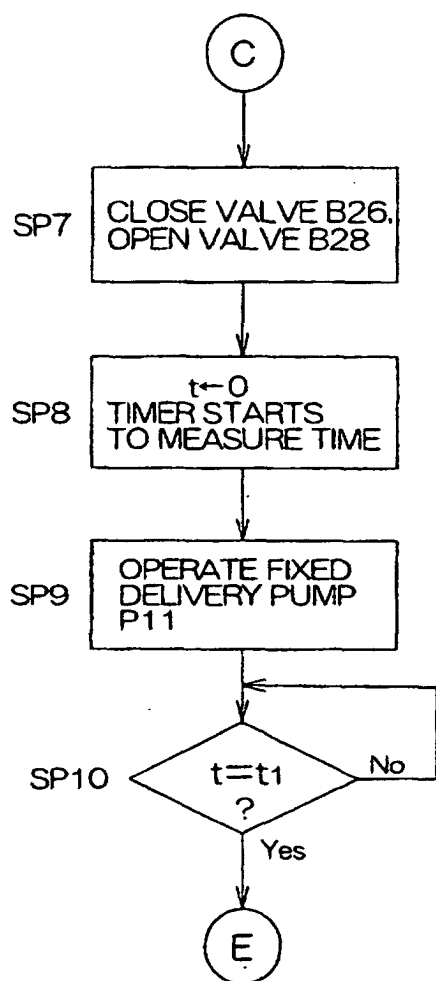 C
SP7
CLOSE VALVE B26.
OPEN VALVE B28
SP8
t←0
TIMER STARTS
TO MEASURE TIME
SP9
OPERATE FIXED
DELIVERY PUMP
P11
SP10
t=t1
?
No
Yes
E